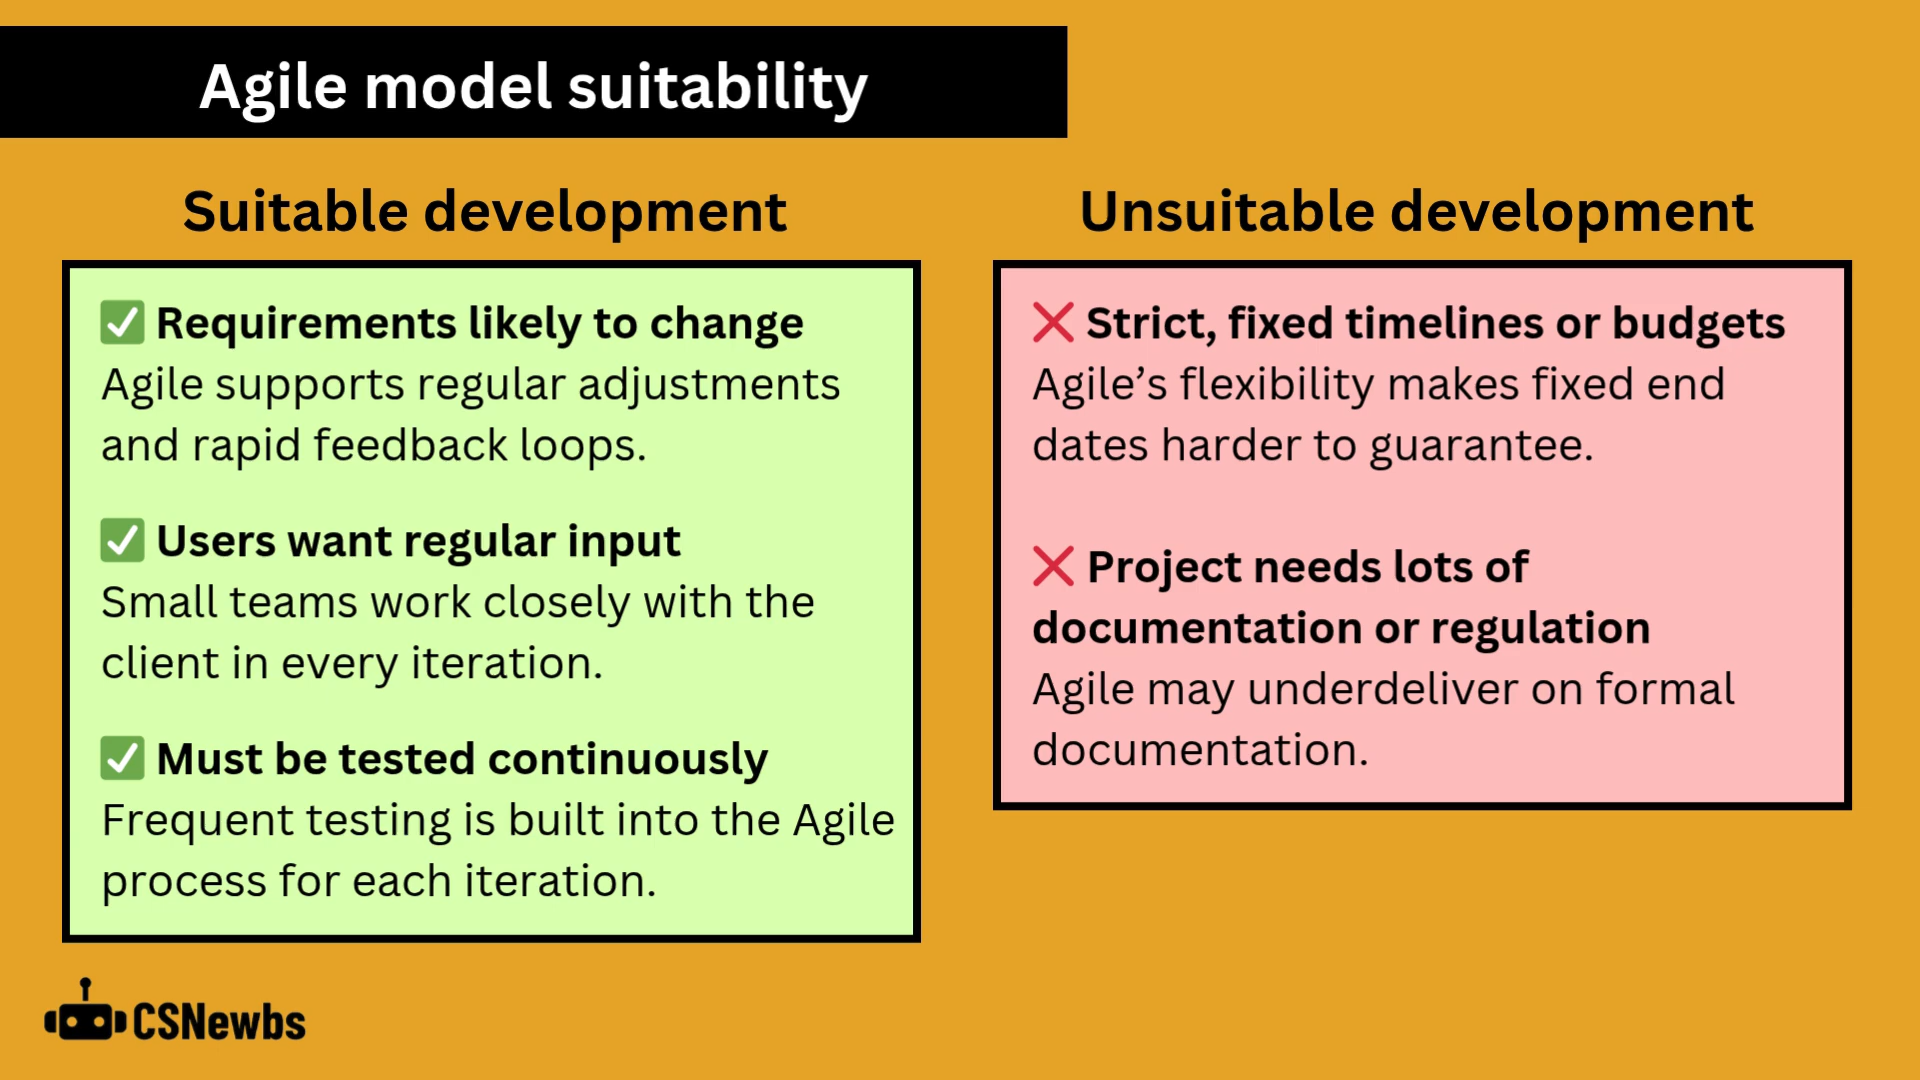 Agile model suitability
Suitable development
✅ Requirements likely to change
Agile supports regular adjustments
and rapid feedback loops.
✅ Users want regular input
Small teams work closely with the
client in every iteration.
✅ Must be tested continuously
Frequent testing is built into the Agile
process for each iteration.
Unsuitable development
❌ Strict, fixed timelines or budgets
Agile’s flexibility makes fixed end
dates harder to guarantee.
❌ Project needs lots of
documentation or regulation
Agile may underdeliver on formal
documentation.
CSNewbs